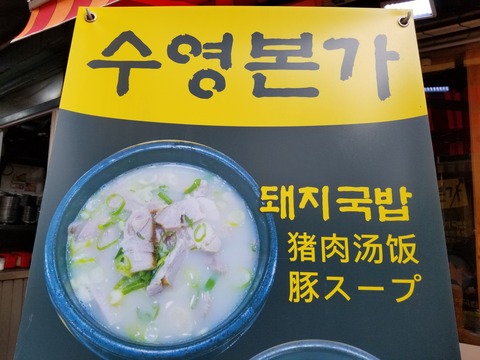 수영본가
돼지국밥
猪肉汤饭
豚スープ